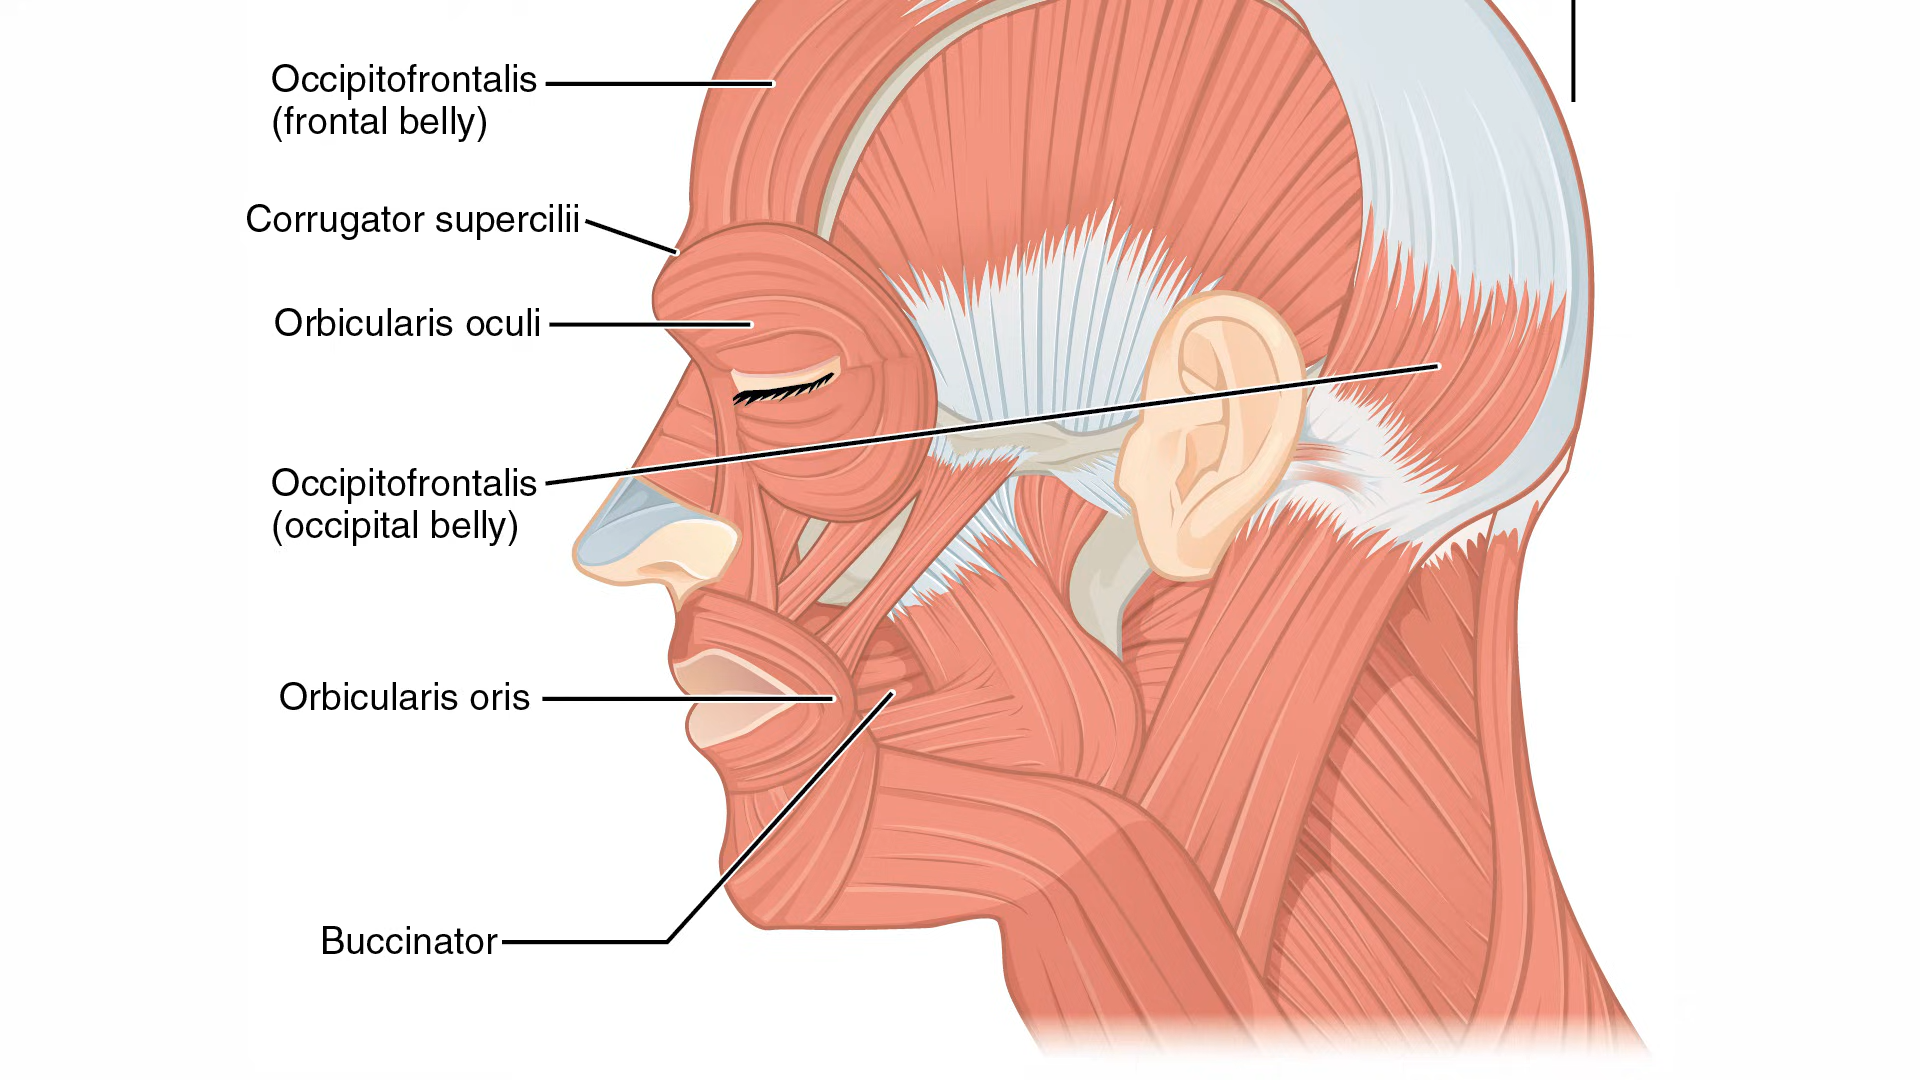 Occipitofrontalis
(frontal belly)
Corrugator supercilii
Orbicularis oculi
Occipitofrontalis
(occipital belly)
Orbicularis oris
Buccinator